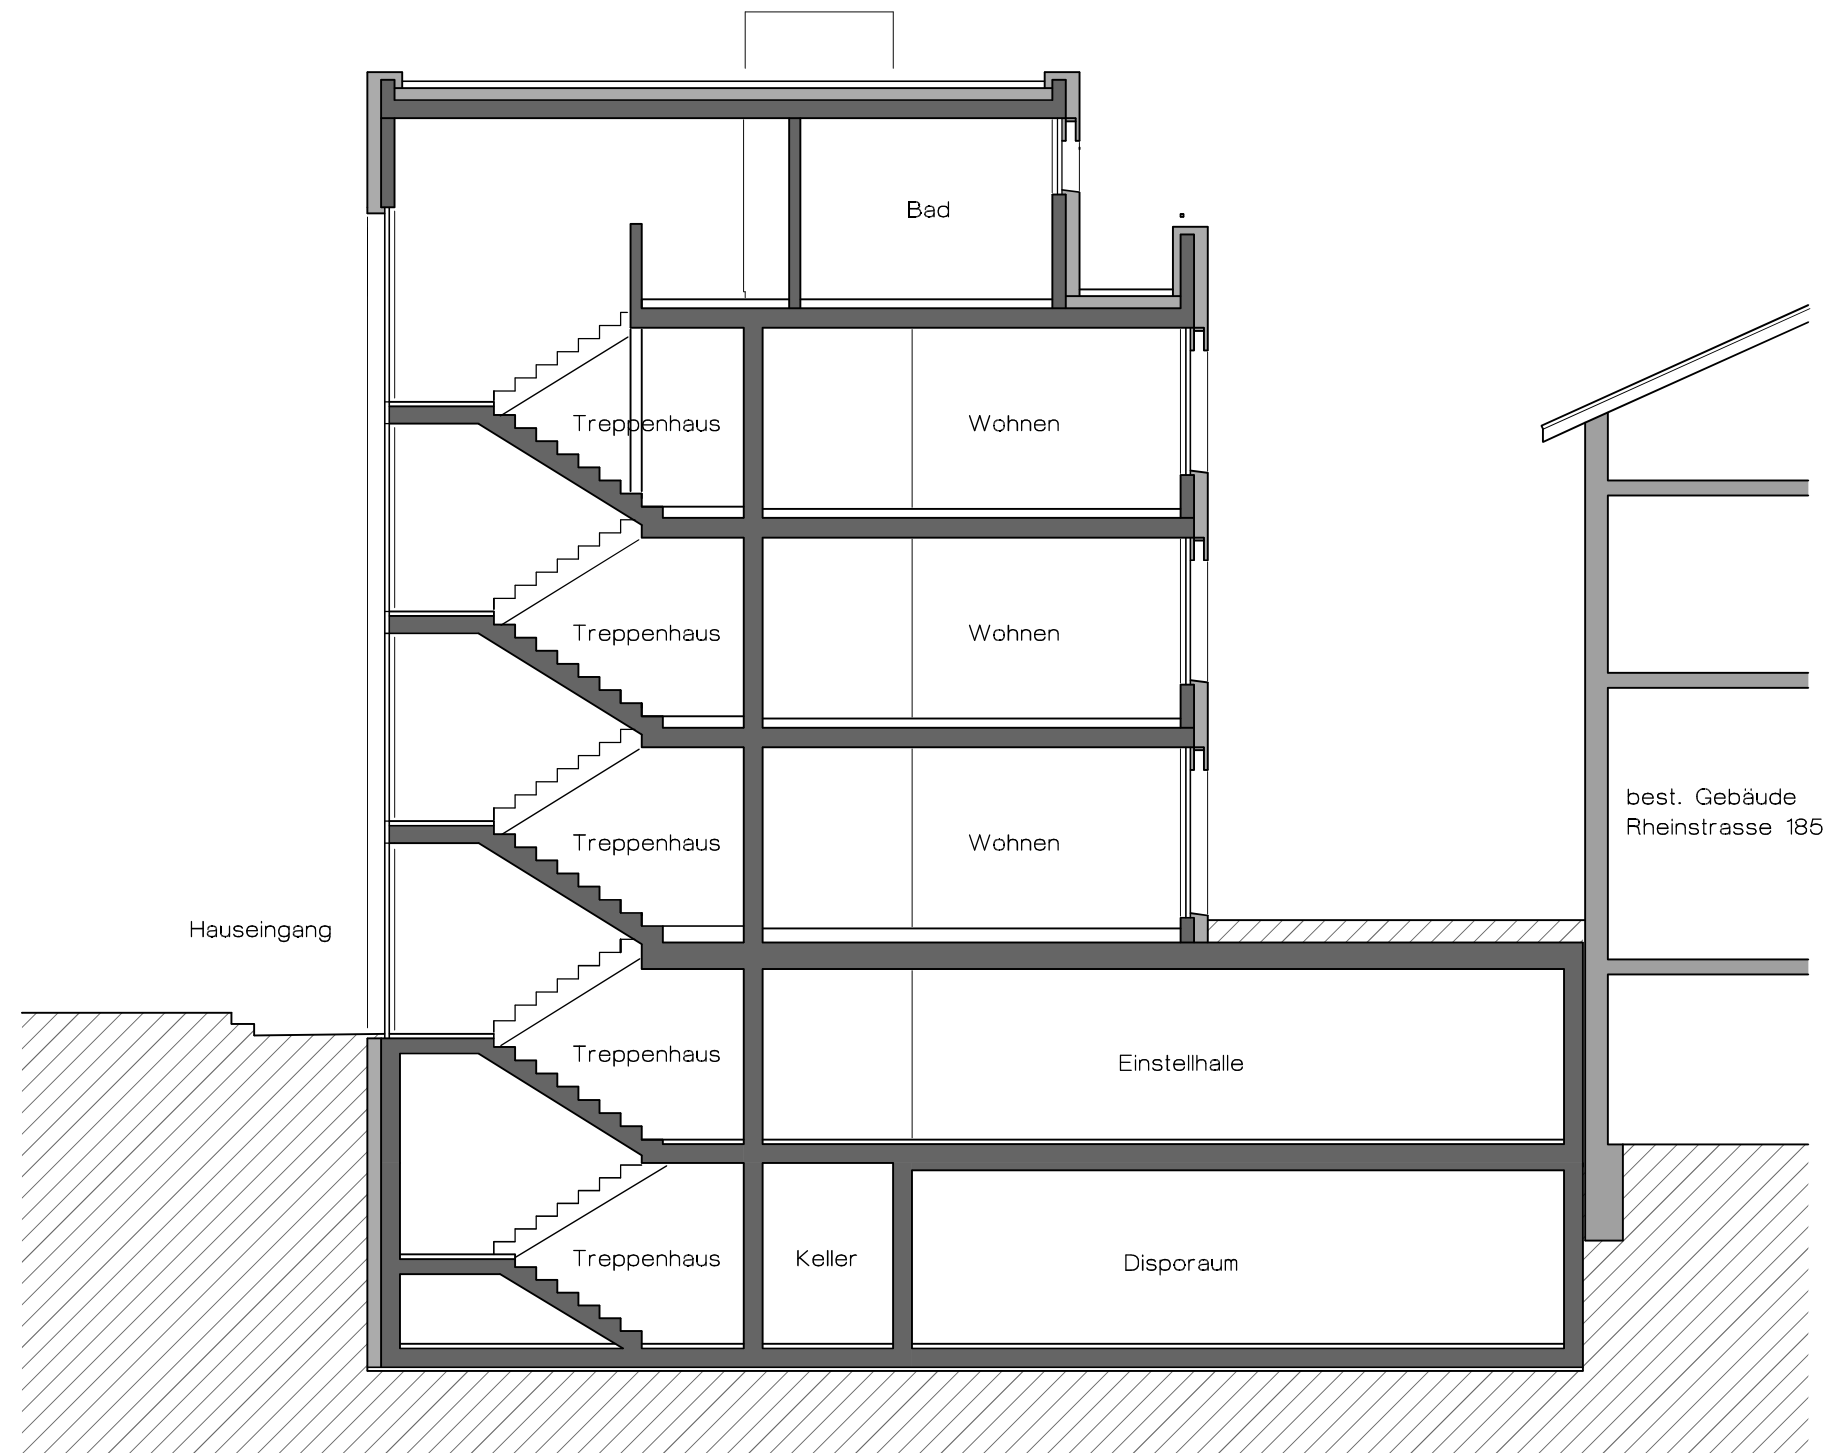 Bad
Treppenhaus
Wohnen
Treppenhaus
Wohnen
best. Gebäude
Rheinstrasse 185
Treppenhaus
Wohnen
Hauseingang
Treppenhaus
Einstellhalle
Treppenhaus
Keller
Disporaum